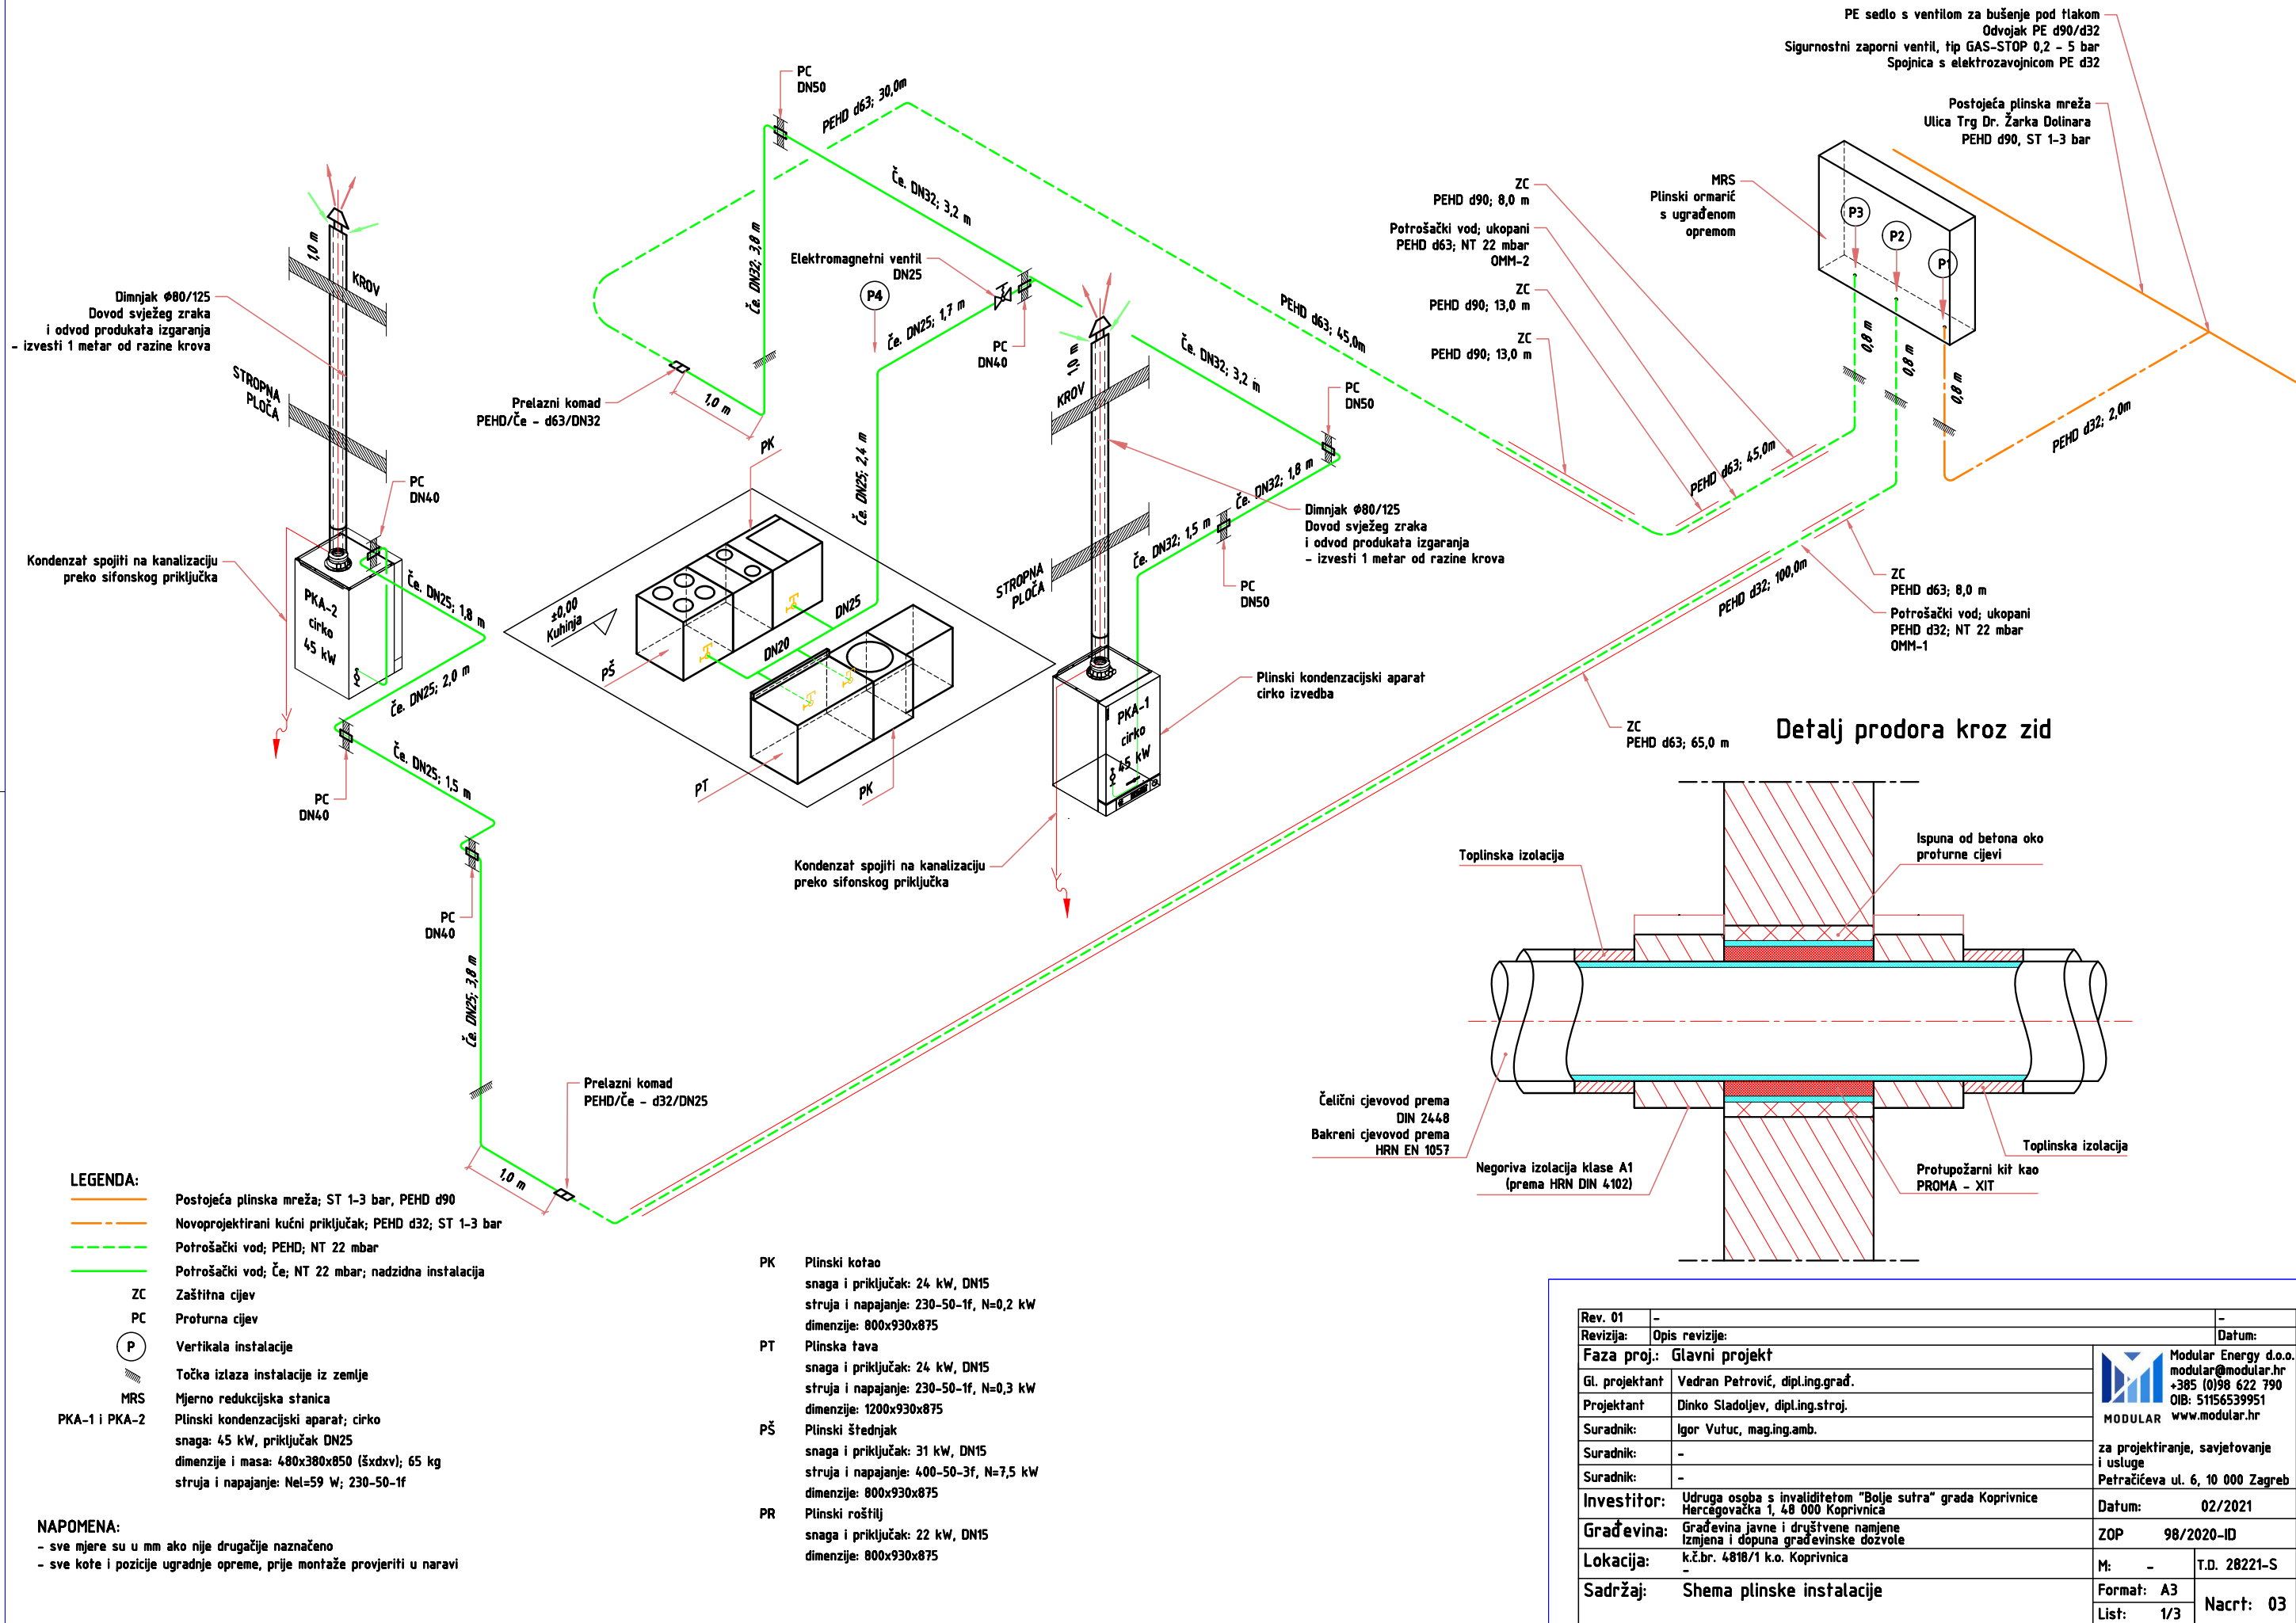 PE sedlo s ventilom za bušenje pod tlakom
Odvojak PE d90/d32
Sigurnostni zaporni ventil, tip GAS-STOP 0,2 - 5 bar
Spojnica s elektrozavojnicom PE d32
Postojeća plinska mreža
Ulica Trg Dr. Žarka Dolinara
PEHD d90, ST 1-3 bar
PC
DN50
PEHD d63; 30,0m
Če. DN32; 3,2 m
Če. DN32; 3,8 m
Elektromagnetni ventil
DN25
P4
Če. DN25; 1,7 m
PC
DN40
ZC
PEHD d90; 8,0 m
Potrošački vod; ukopani
PEHD d63; NT 22 mbar
OMM-2
ZC
PEHD d90; 13,0 m
ZC
PEHD d90; 13,0 m
MRS
Plinski ormarić
s ugrađenom
opremom
P3
P2
P1
0,8 m
0,8 m
0,8 m
PEHD d32; 2,0m
PEHD d63; 45,0m
PEHD d63; 45,0m
1,0 m
KROV
Dimnjak Ø80/125
Dovod svježeg zraka
i odvod produkata izgaranja
- izvesti 1 metar od razine krova
STROPNA
PLOČA
PC
DN40
Kondenzat spojiti na kanalizaciju
preko sifonskog priključka
PKA-2
cirko
45 kW
Če. DN25; 1,8 m
Če. DN25; 2,0 m
PC
DN40
Če. DN25; 1,5 m
PC
DN40
Če. DN25; 3,8 m
Prelazni komad
PEHD/Če - d32/DN25
1,0 m
Prelazni komad
PEHD/Če - d63/DN32
1,0 m
PK
Če. DN25; 2,4 m
±0,00
Kuhinja
PŠ
DN25
DN20
PT
PK
1,0 m
KROV
STROPNA
PLOČA
Če. DN32; 3,2 m
PC
DN50
Če. DN32; 1,8 m
Če. DN32; 1,5 m
PC
DN50
Dimnjak Ø80/125
Dovod svježeg zraka
i odvod produkata izgaranja
- izvesti 1 metar od razine krova
PKA-1
cirko
45 kW
Plinski kondenzacijski aparat
cirko izvedba
Kondenzat spojiti na kanalizaciju
preko sifonskog priključka
PEHD d32; 100,0m
ZC
PEHD d63; 8,0 m
Potrošački vod; ukopani
PEHD d32; NT 22 mbar
OMM-1
ZC
PEHD d63; 65,0 m
Detalj prodora kroz zid
Toplinska izolacija
Ispuna od betona oko
proturne cijevi
Čelični cjevovod prema
DIN 2448
Bakreni cjevovod prema
HRN EN 1057
Negoriva izolacija klase A1
(prema HRN DIN 4102)
Toplinska izolacija
Protupožarni kit kao
PROMA - XIT
LEGENDA:
Postojeća plinska mreža; ST 1-3 bar, PEHD d90
Novoprojektirani kućni priključak; PEHD d32; ST 1-3 bar
Potrošački vod; PEHD; NT 22 mbar
Potrošački vod; Če; NT 22 mbar; nadzidna instalacija
ZC Zaštitna cijev
PC Proturna cijev
P Vertikala instalacije
Točka izlaza instalacije iz zemlje
MRS Mjerno redukcijska stanica
PKA-1 i PKA-2 Plinski kondenzacijski aparat; cirko
snaga: 45 kW, priključak DN25
dimenzije i masa: 480x380x850 (šxdxv); 65 kg
struja i napajanje: Nel=59 W; 230-50-1f
NAPOMENA:
- sve mjere su u mm ako nije drugačije naznačeno
- sve kote i pozicije ugradnje opreme, prije montaže provjeriti u naravi
PK Plinski kotao
snaga i priključak: 24 kW, DN15
struja i napajanje: 230-50-1f, N=0,2 kW
dimenzije: 800x930x875
PT Plinska tava
snaga i priključak: 24 kW, DN15
struja i napajanje: 230-50-1f, N=0,3 kW
dimenzije: 1200x930x875
PŠ Plinski štednjak
snaga i priključak: 31 kW, DN15
struja i napajanje: 400-50-3f, N=7,5 kW
dimenzije: 800x930x875
PR Plinski roštilj
snaga i priključak: 22 kW, DN15
dimenzije: 800x930x875
Rev. 01 - -
Revizija: Opis revizije: Datum:
Faza proj.: Glavni projekt
Gl. projektant Vedran Petrović, dipl.ing.građ.
Projektant Dinko Sladoljev, dipl.ing.stroj.
Suradnik: Igor Vutuc, mag.ing.amb.
Suradnik: -
Suradnik: -
MODULAR
Modular Energy d.o.o.
modular@modular.hr
+385 (0)98 622 790
OIB: 51156539951
www.modular.hr
za projektiranje, savjetovanje
i usluge
Petračićeva ul. 6, 10 000 Zagreb
Investitor: Udruga osoba s invaliditetom "Bolje sutra" grada Koprivnice
Hercegovačka 1, 48 000 Koprivnica
Datum: 02/2021
Građevina: Građevina javne i društvene namjene
Izmjena i dopuna građevinske dozvole
ZOP 98/2020-ID
Lokacija: k.č.br. 4818/1 k.o. Koprivnica
-
M: - T.D. 28221-S
Sadržaj: Shema plinske instalacije
Format: A3
List: 1/3
Nacrt: 03